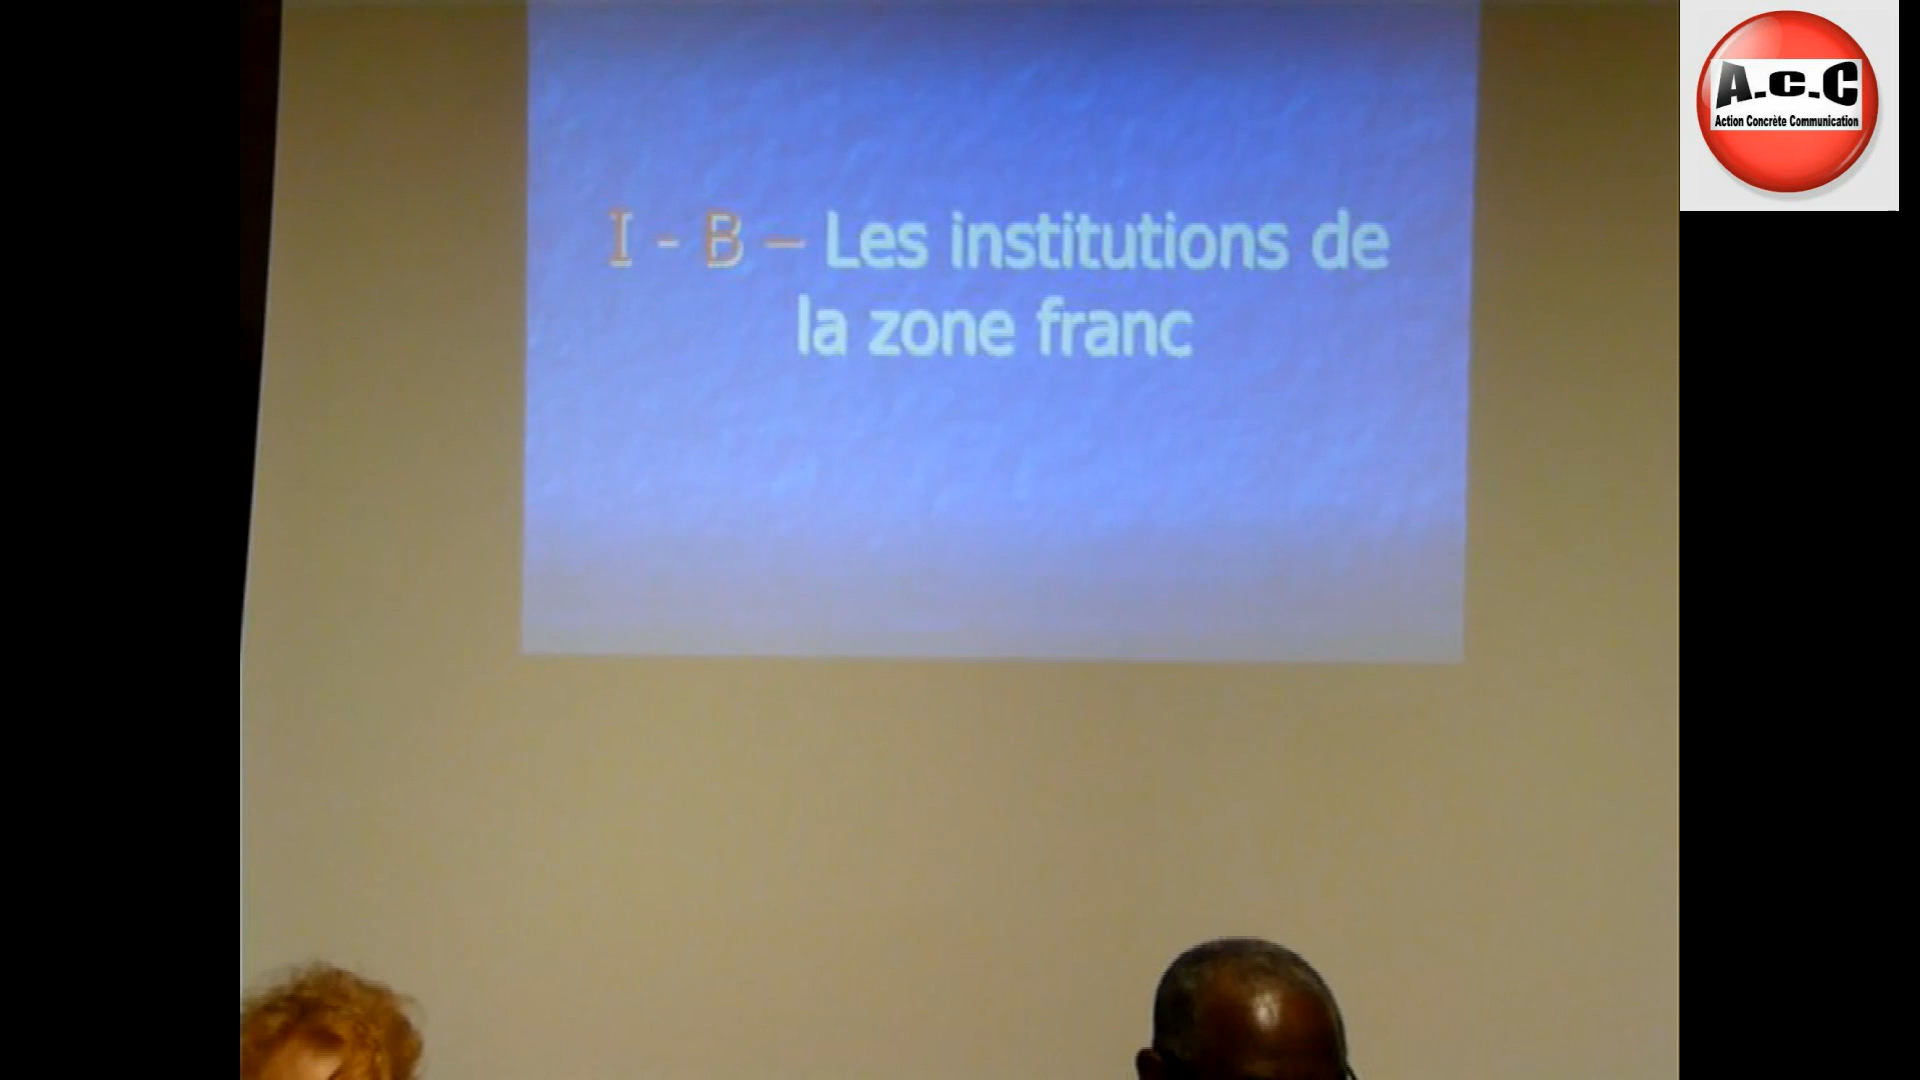 I - B – Les institutions de
la zone franc
A.C.C
Action Concrète Communication